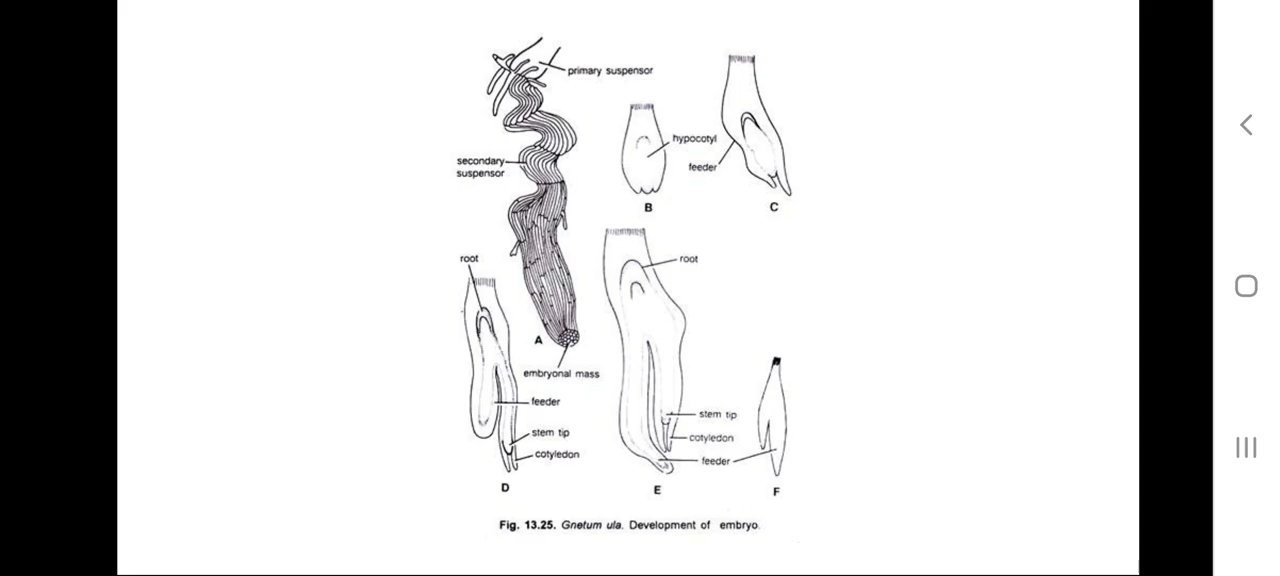 primary suspensor
secondary
suspensor
A
embryonal mass
hypocotyl
B
feeder
C
root
feeder
stem tip
cotyledon
D
root
stem tip
cotyledon
feeder
E
F
Fig. 13.25. Gnetum ula. Development of embryo.